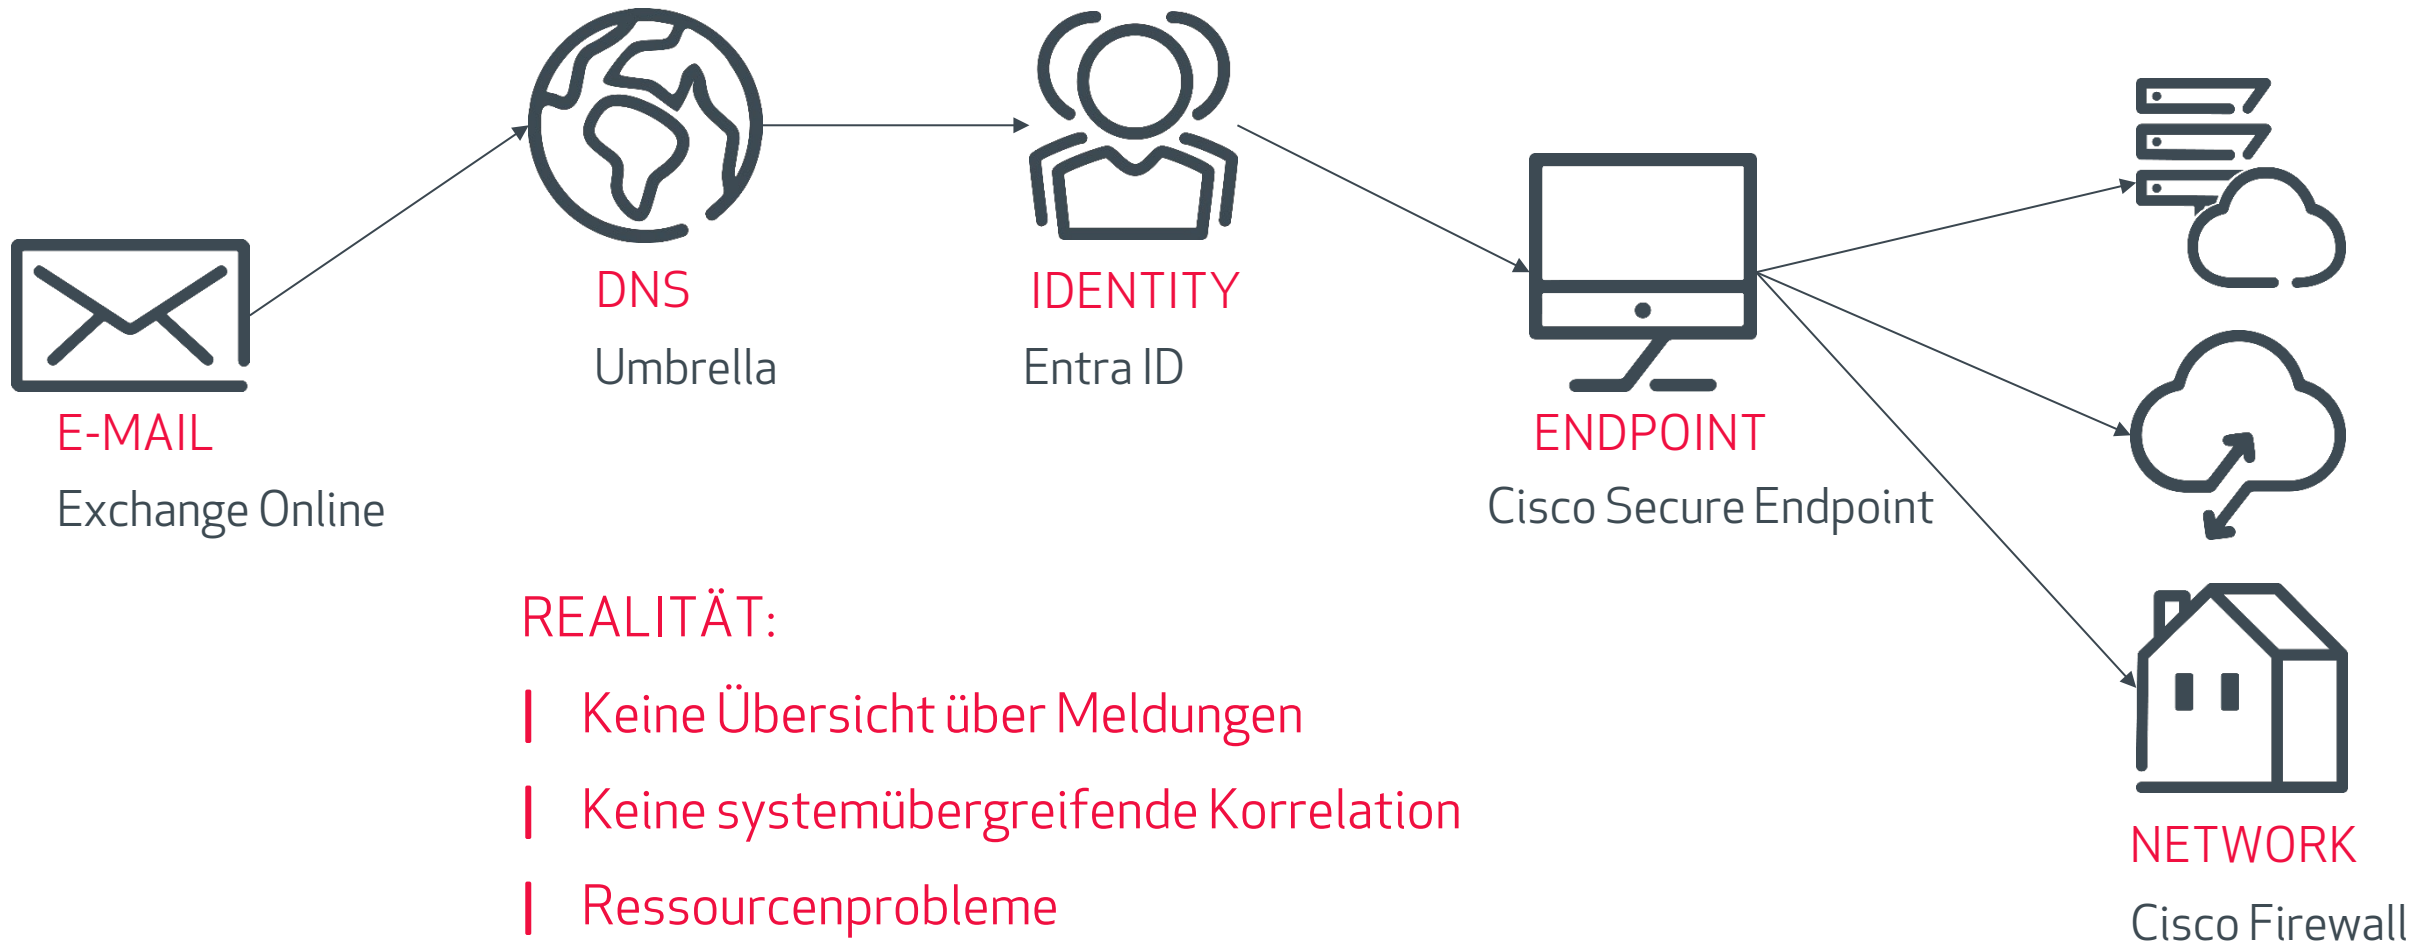 DNS
Umbrella
IDENTITY
Entra ID
E-MAIL
Exchange Online
ENDPOINT
Cisco Secure Endpoint
REALITÄT:
Keine Übersicht über Meldungen
Keine systemübergreifende Korrelation
Ressourcenprobleme
NETWORK
Cisco Firewall